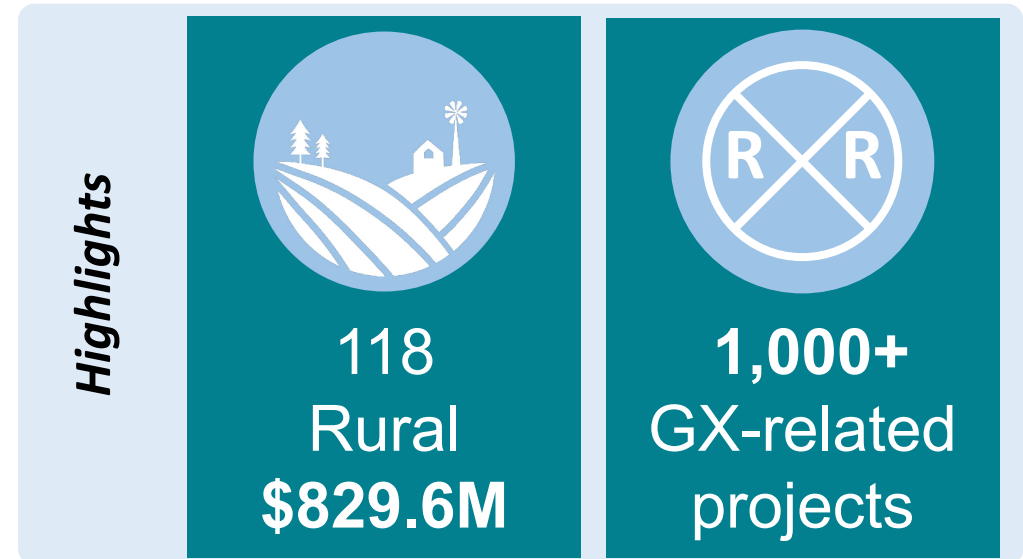 Highlights
118
Rural
$829.6M
R R
1,000+
GX-related
projects